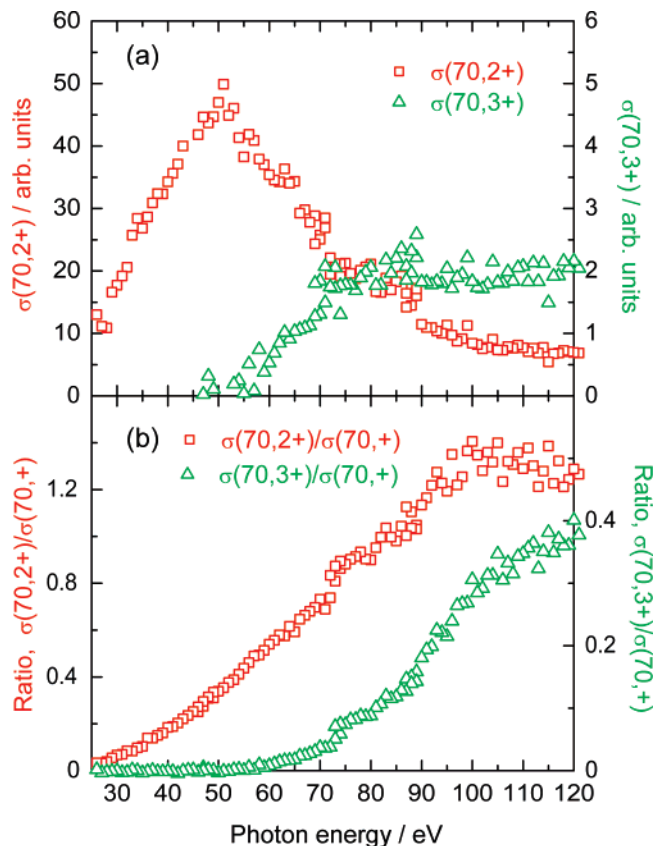 60
50
40
30
20
10
0
6
5
4
3
2
1
0
(a)
σ(70,2+)
σ(70,3+)
σ(70,2+) / arb. units
σ(70,3+) / arb. units
(b)
σ(70,2+)/σ(70,+)
σ(70,3+)/σ(70,+)
1.2
0.8
0.4
0
0.4
0.2
0
Ratio, σ(70,2+)/σ(70,+)
Ratio, σ(70,3+)/σ(70,+)
30 40 50 60 70 80 90 100 110 120
Photon energy / eV